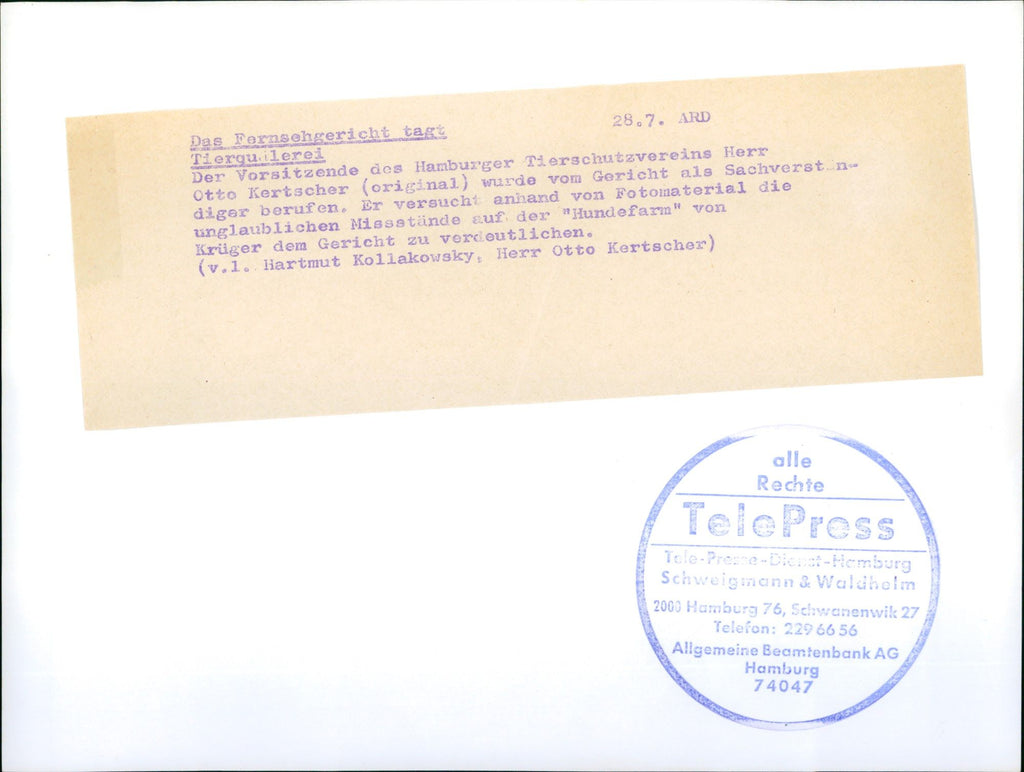 Das Fernsehgericht tagt 28.7. ARD
Tierquälerei
Der Vorsitzende des Hamburger Tierschutzvereins Herr
Otto Kertscher (original) wurde vom Gericht als Sachverstän-
diger berufen. Er versucht anhand von Fotomaterial die
unglaublichen Missstände auf der "Hundefarm" von
Krüger dem Gericht zu verdeutlichen.
(v.l. Hartmut Kollakowsky, Herr Otto Kertscher)
alle
Rechte
TelePress
Tele-Presse-Dienst-Hamburg
Schweigmann & Waldhelm
2000 Hamburg 76, Schwanenwik 27
Telefon: 229 66 56
Allgemeine Beamtenbank AG
Hamburg
74047